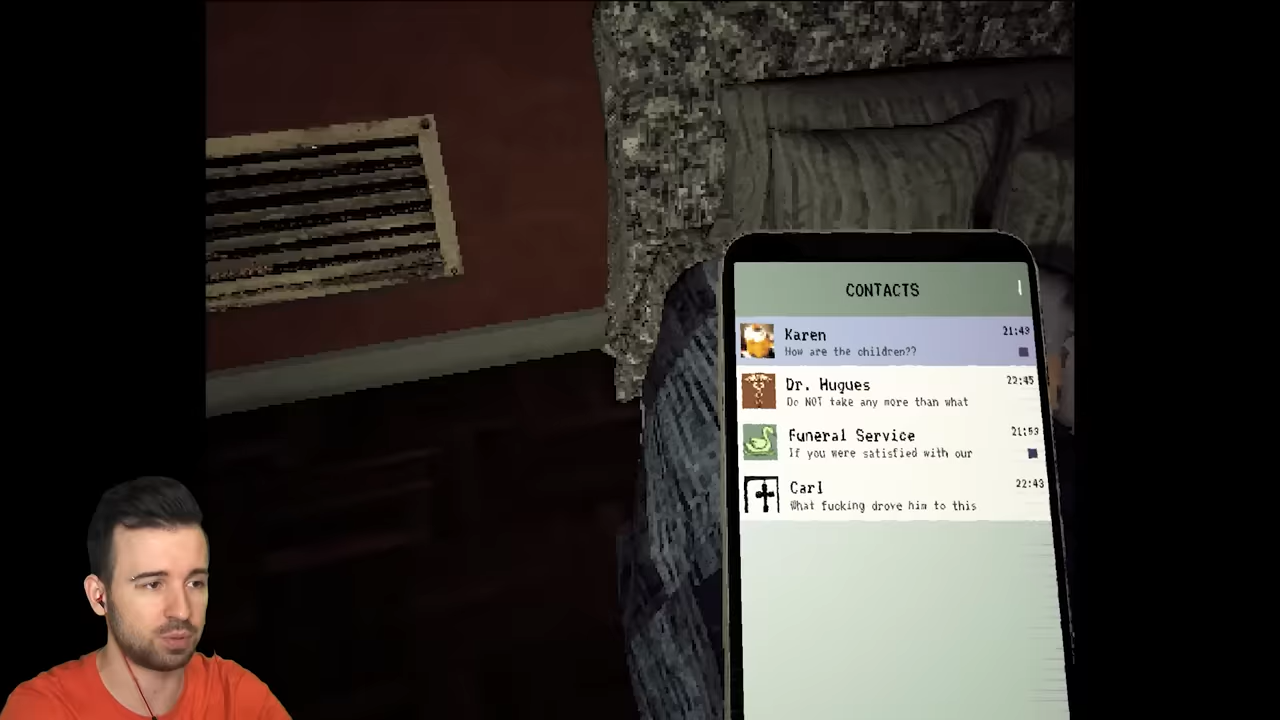 CONTACTS
Karen 21:43
How are the children??
Dr. Hugues 22:45
Do NOT take any more than what
Funeral Service 21:53
If you were satisfied with our
Carl 22:43
What fucking drove him to this